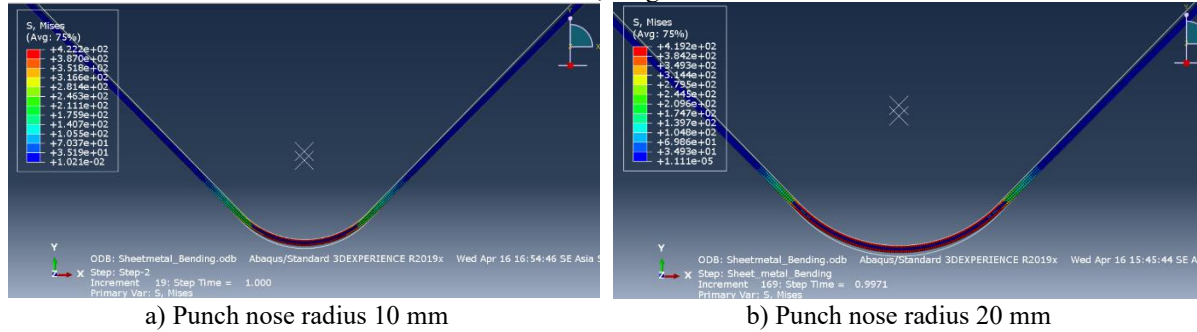 S, Mises
(Avg: 75%)
+4.222e+02
+3.870e+02
+3.518e+02
+3.166e+02
+2.814e+02
+2.463e+02
+2.111e+02
+1.759e+02
+1.407e+02
+1.055e+02
+7.037e+01
+3.519e+01
+1.021e-02
Y
X
Y
Z
X
ODB: Sheetmetal_Bending.odb Abaqus/Standard 3DEXPERIENCE R2019x Wed Apr 16 16:54:46 SE Asia S
Step: Step-2
Increment 19: Step Time = 1.000
Primary Var: S, Mises
a) Punch nose radius 10 mm
S, Mises
(Avg: 75%)
+4.192e+02
+3.842e+02
+3.493e+02
+3.144e+02
+2.795e+02
+2.445e+02
+2.096e+02
+1.747e+02
+1.397e+02
+1.048e+02
+6.986e+01
+3.493e+01
+1.111e-05
Y
Y
Z
X
ODB: Sheetmetal_Bending.odb Abaqus/Standard 3DEXPERIENCE R2019x Wed Apr 16 15:45:44 SE A
Step: Sheet_metal_Bending
Increment 169: Step Time = 0.9971
Primary Var: S, Mises
b) Punch nose radius 20 mm